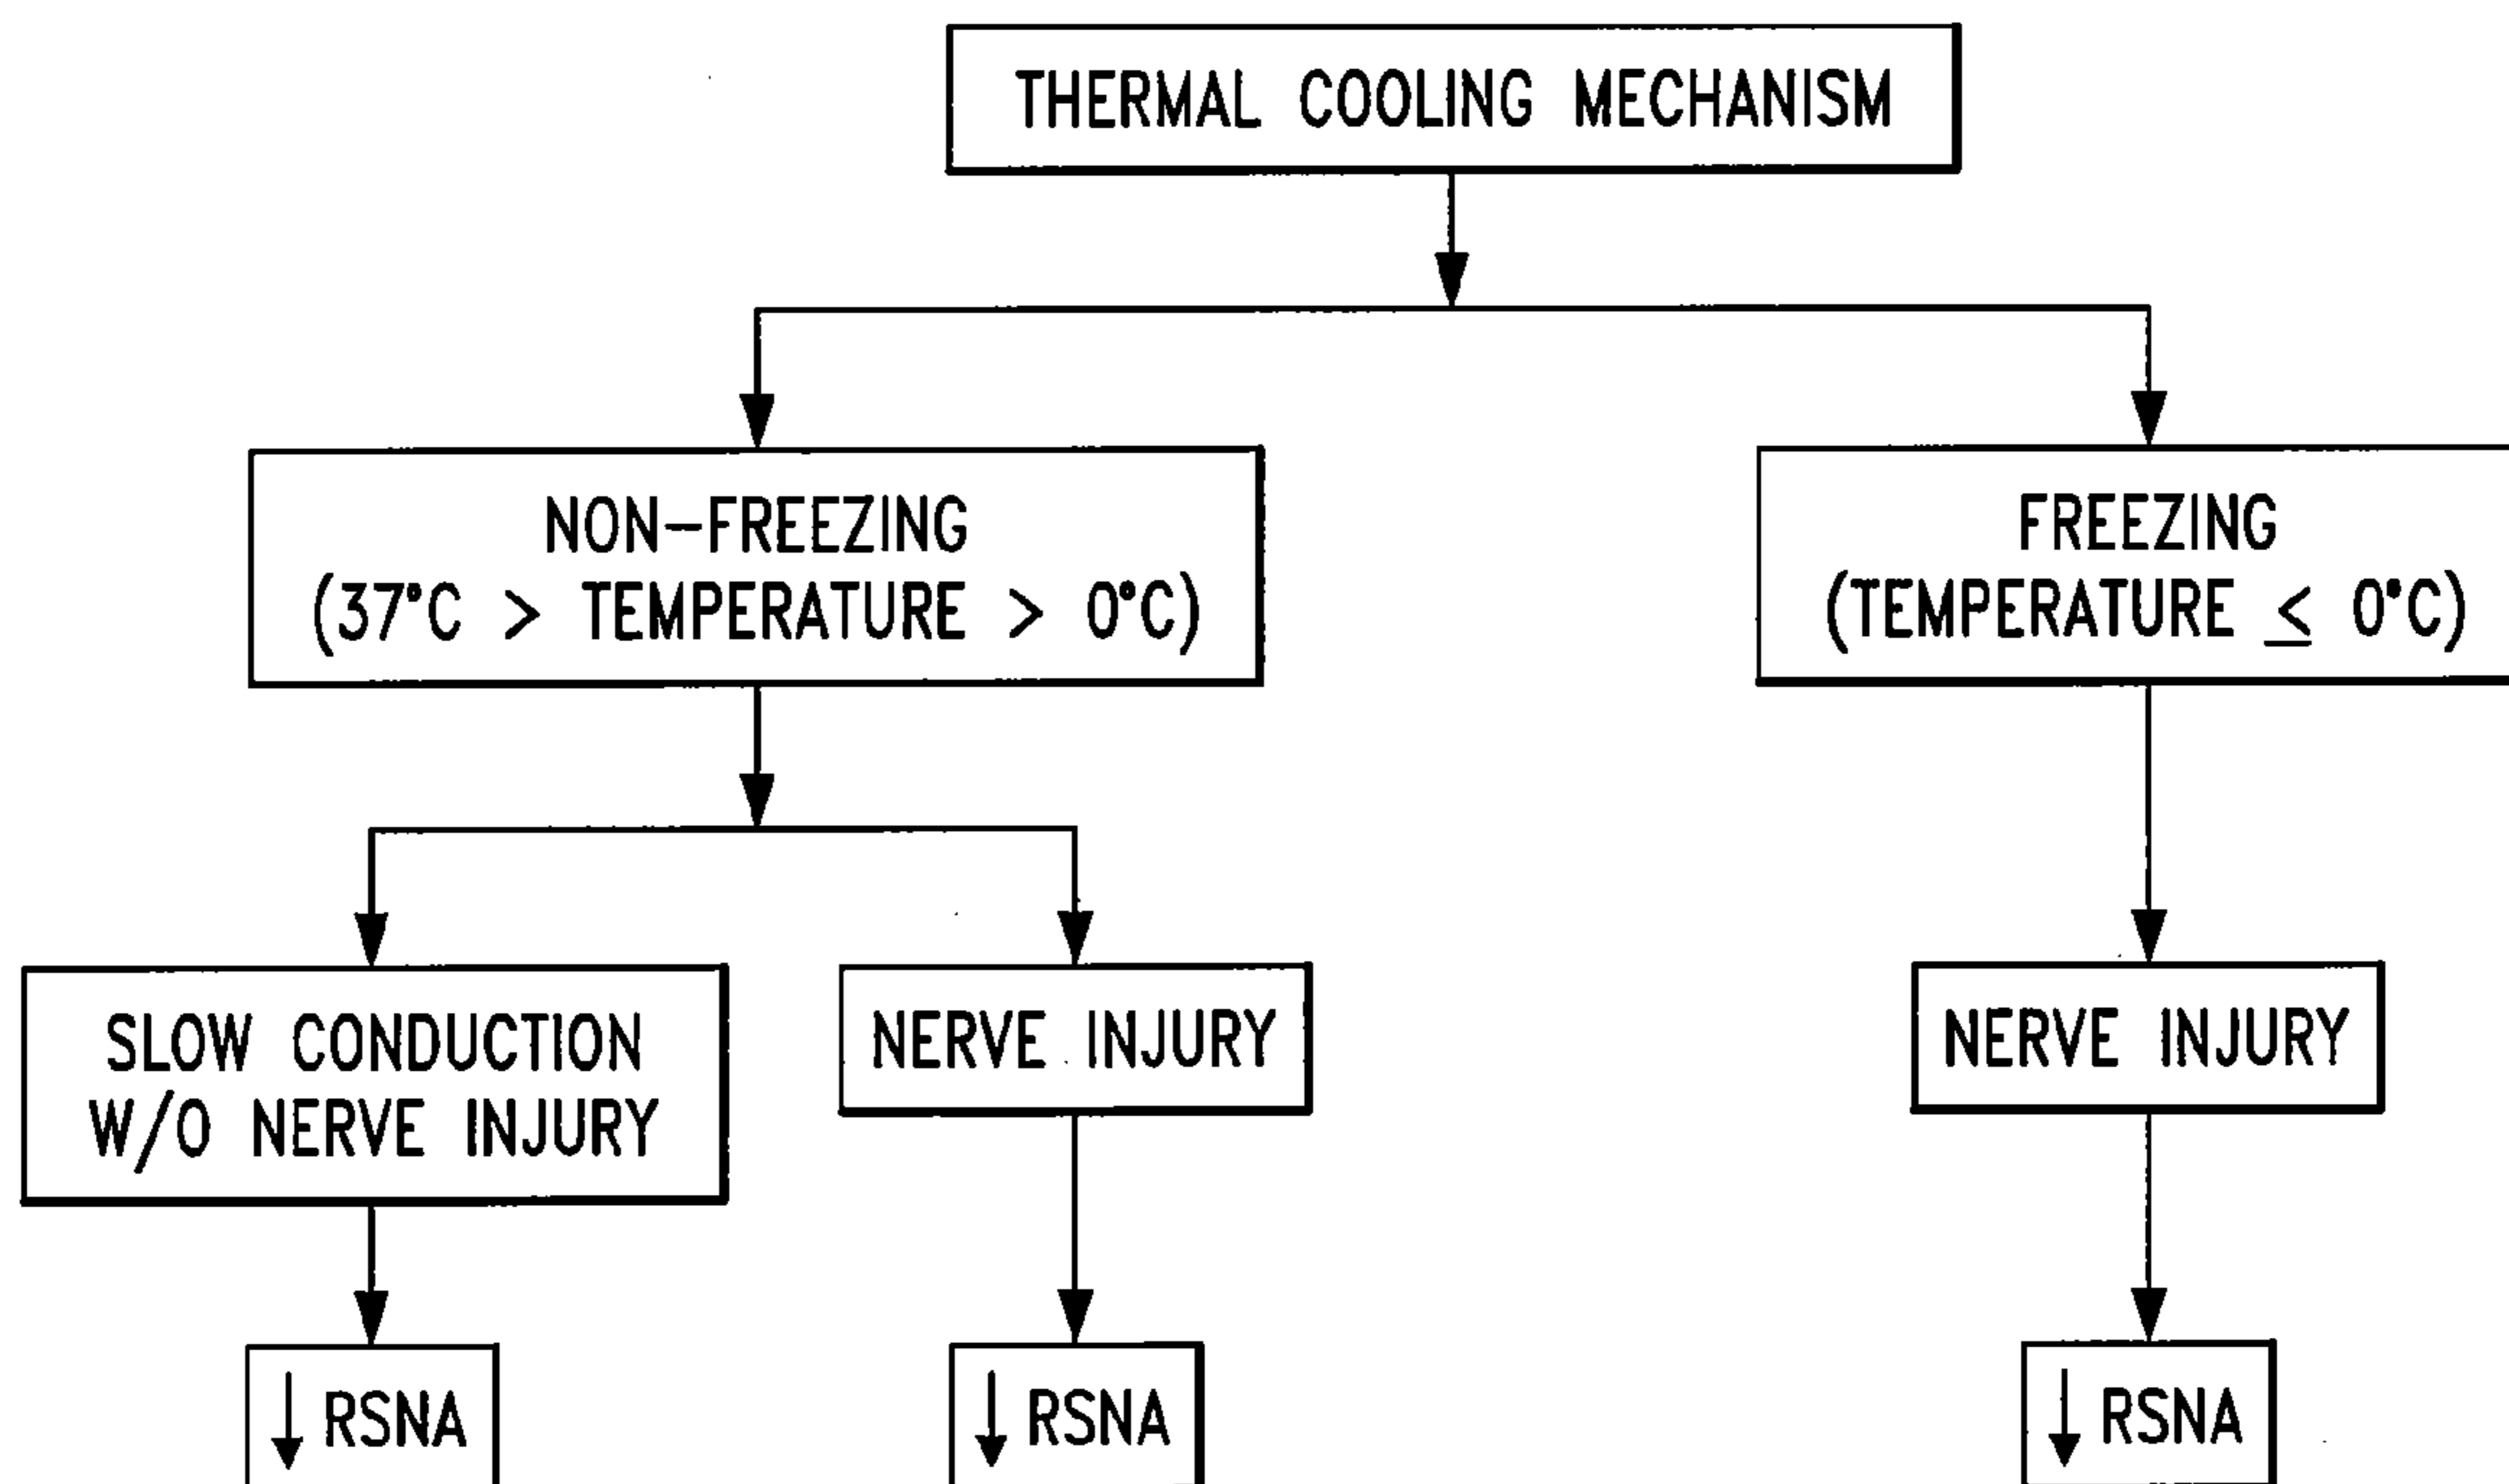 THERMAL COOLING MECHANISM
NON-FREEZING
(37°C > TEMPERATURE > 0°C)
FREEZING
(TEMPERATURE ≤ 0°C)
SLOW CONDUCTION
W/O NERVE INJURY
NERVE INJURY
NERVE INJURY
↓ RSNA
↓ RSNA
↓ RSNA